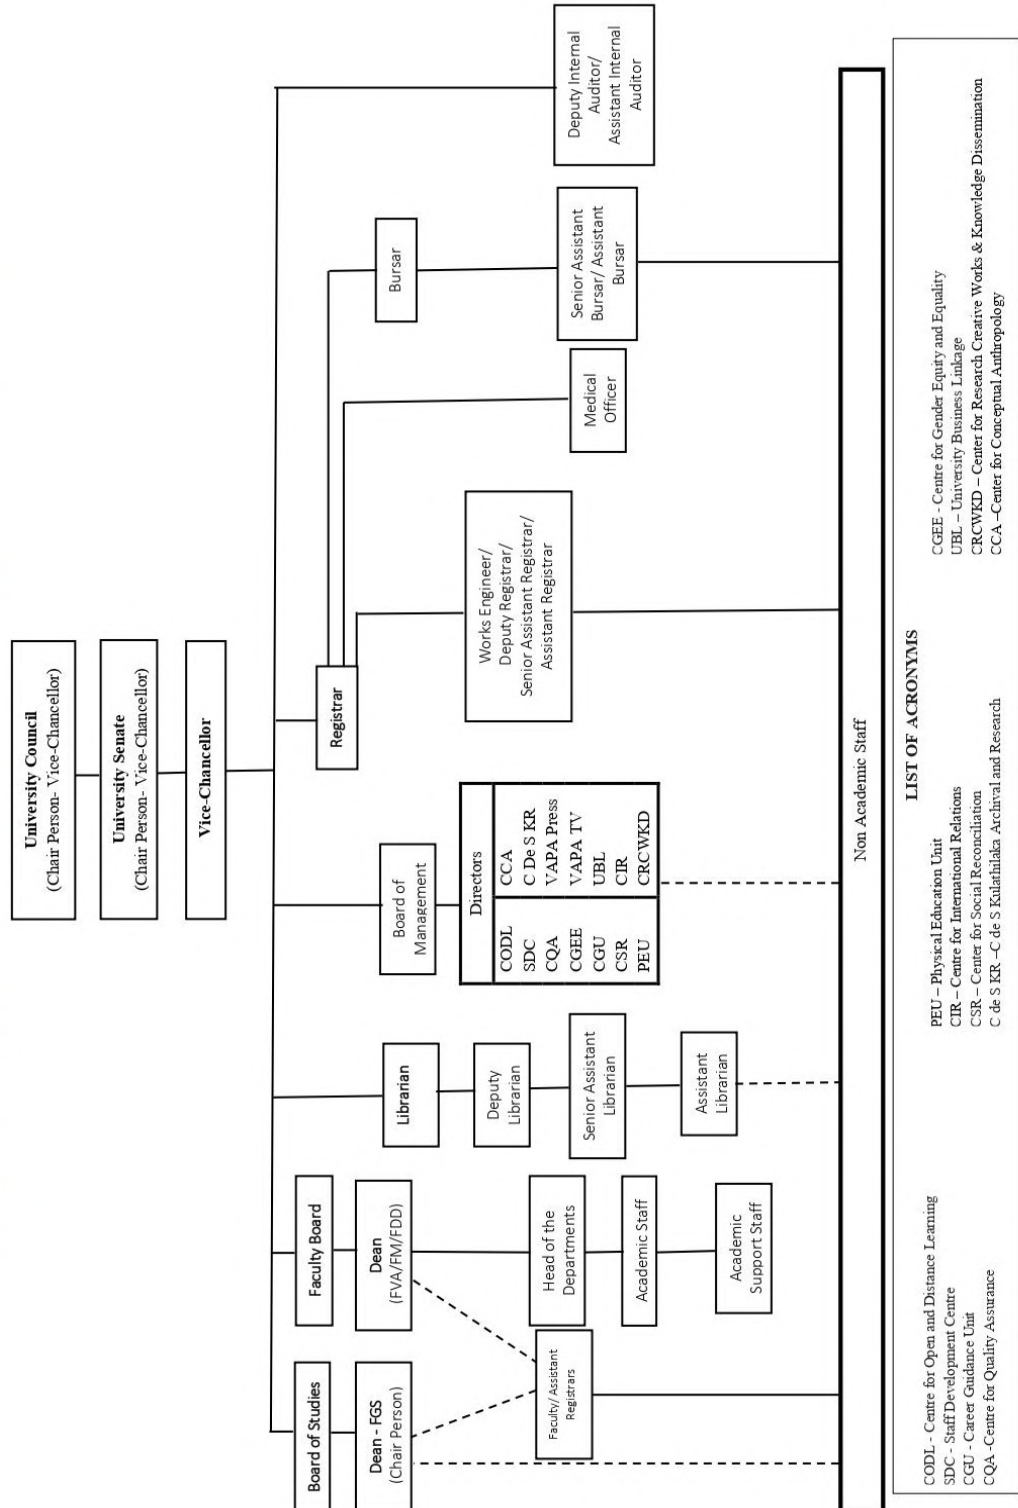 University Council
(Chair Person- Vice-Chancellor)
University Senate
(Chair Person- Vice-Chancellor)
Vice-Chancellor
Board of Studies
Dean - FGS
(Chair Person)
Faculty Board
Dean
(FVA/FM/FDD)
Faculty/ Assistant
Registrars
Head of the
Departments
Academic Staff
Academic
Support Staff
Librarian
Deputy
Librarian
Senior Assistant
Librarian
Assistant
Librarian
Board of
Management
Directors
CODL
SDC
CQA
CGEE
CGU
CSR
PEU
CCA
C De S KR
VAPA Press
VAPA TV
UBL
CIR
CRCWKD
Registrar
Works Engineer/
Deputy Registrar/
Senior Assistant Registrar/
Assistant Registrar
Medical
Officer
Bursar
Senior Assistant
Bursar/ Assistant
Bursar
Deputy Internal
Auditor/
Assistant Internal
Auditor
Non Academic Staff
LIST OF ACRONYMS
CODL - Centre for Open and Distance Learning
SDC - Staff Development Centre
CGU - Career Guidance Unit
CQA -Centre for Quality Assurance
PEU – Physical Education Unit
CIR – Centre for International Relations
CSR – Center for Social Reconciliation
C de S KR –C de S Kulathilaka Archival and Research
CGEE - Centre for Gender Equity and Equality
UBL – University Business Linkage
CRCWKD – Center for Research Creative Works & Knowledge Dissemination
CCA –Center for Conceptual Anthropology